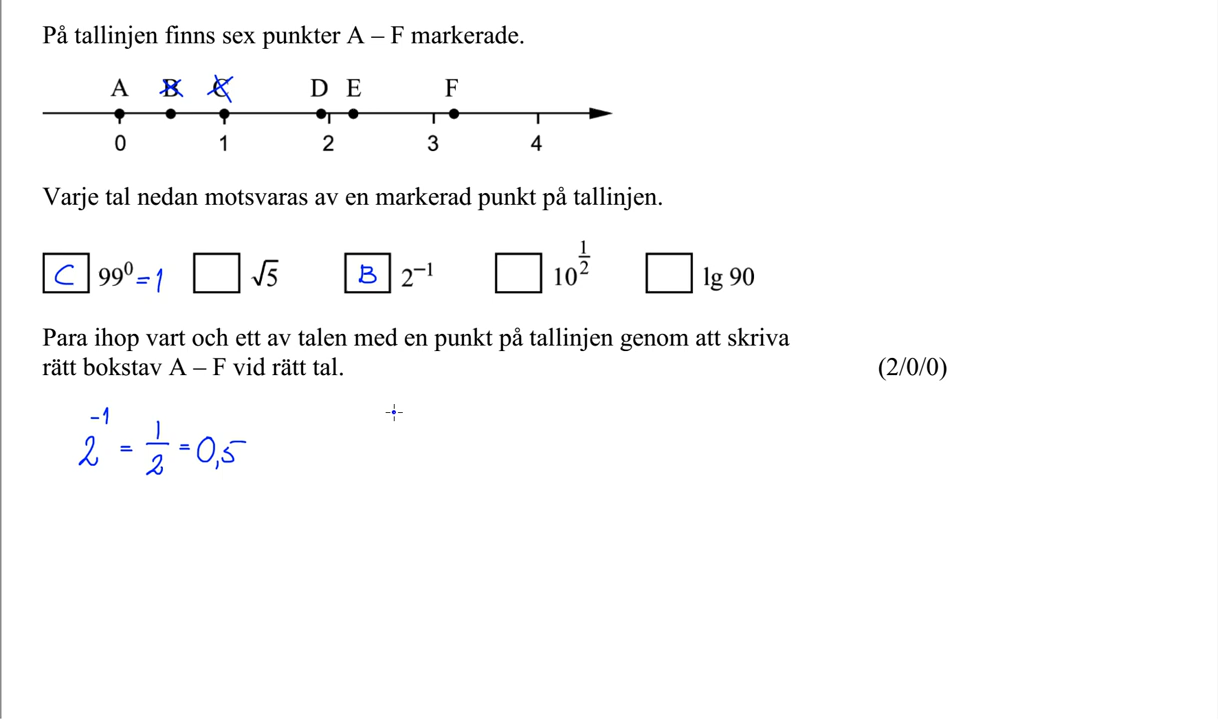 På tallinjen finns sex punkter A – F markerade.
A B C D E F
0 1 2 3 4
Varje tal nedan motsvaras av en markerad punkt på tallinjen.
C 99⁰ = 1 √5 B 2⁻¹ 10^(1/2) lg 90
Para ihop vart och ett av talen med en punkt på tallinjen genom att skriva
rätt bokstav A – F vid rätt tal. (2/0/0)
2⁻¹ = 1/2 = 0,5